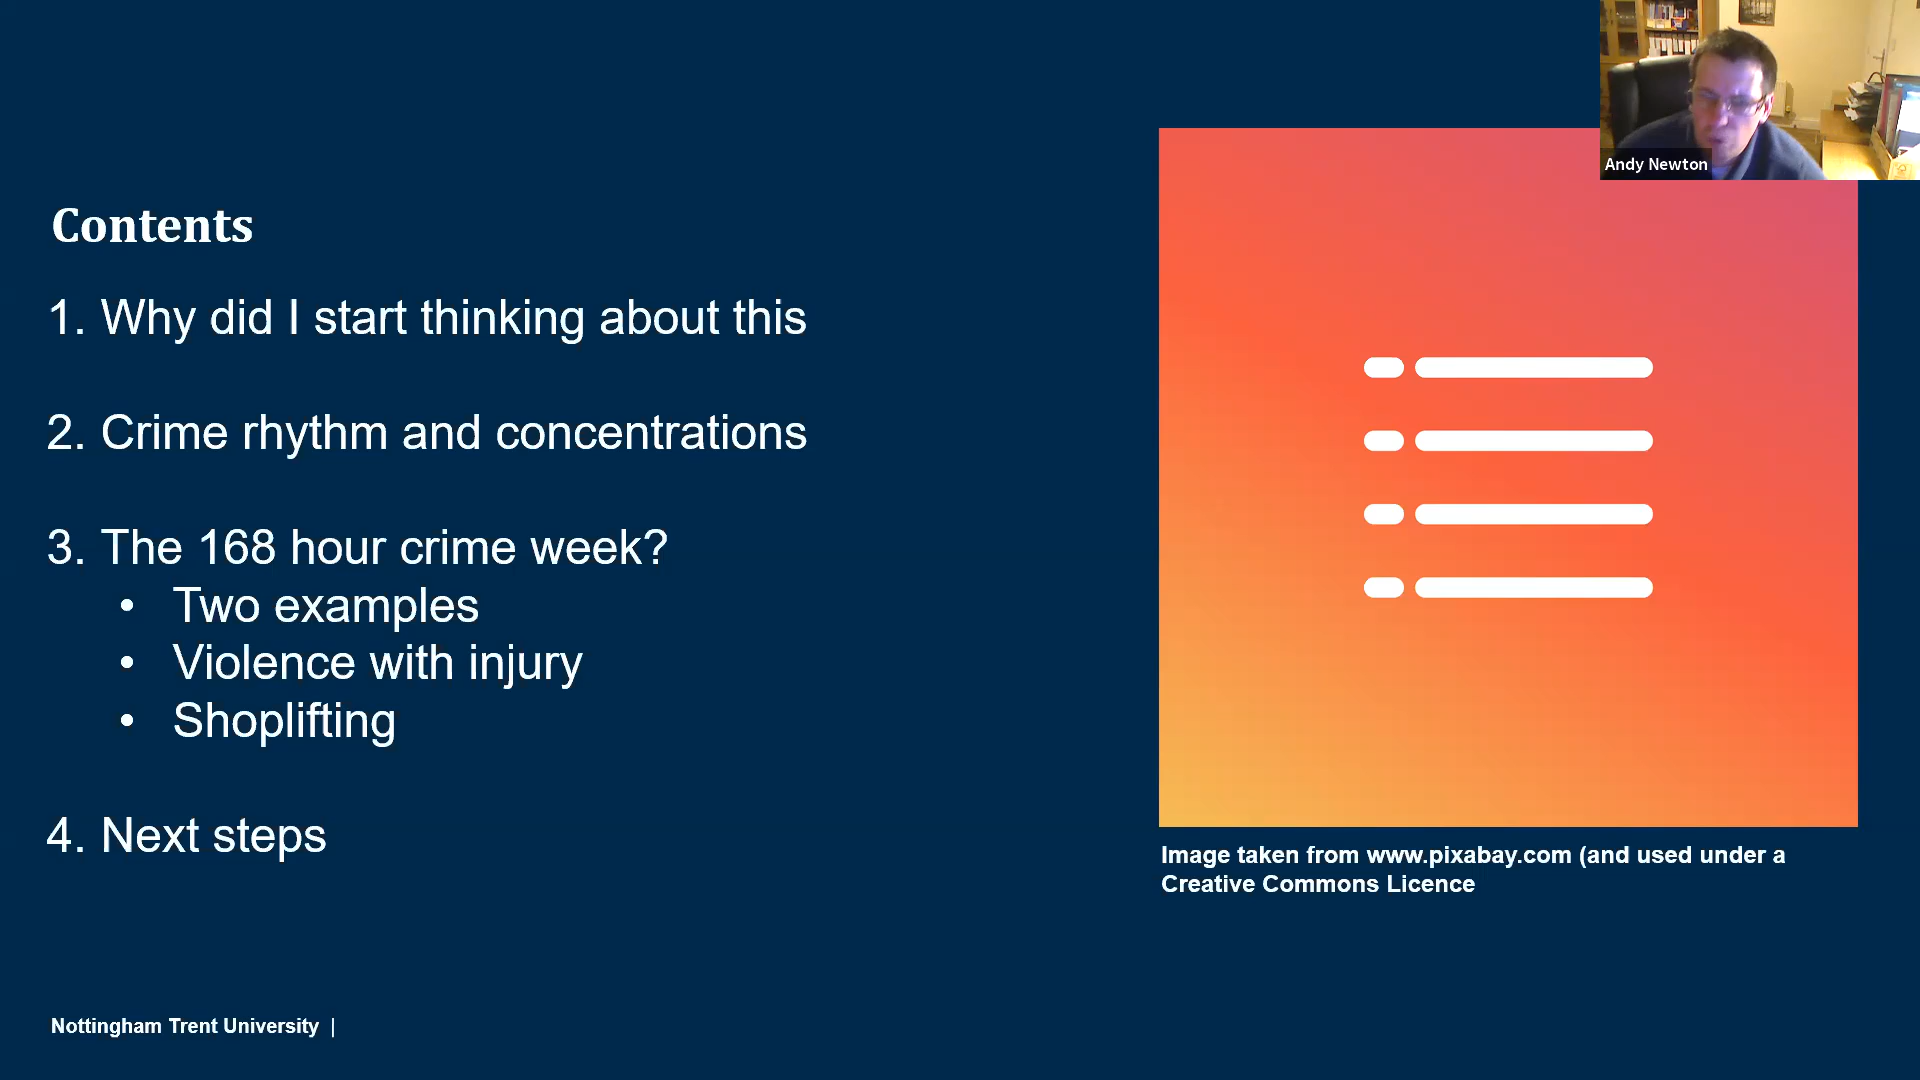 Andy Newton
Contents
1. Why did I start thinking about this
2. Crime rhythm and concentrations
3. The 168 hour crime week?
• Two examples
• Violence with injury
• Shoplifting
4. Next steps
Image taken from www.pixabay.com (and used under a
Creative Commons Licence
Nottingham Trent University |